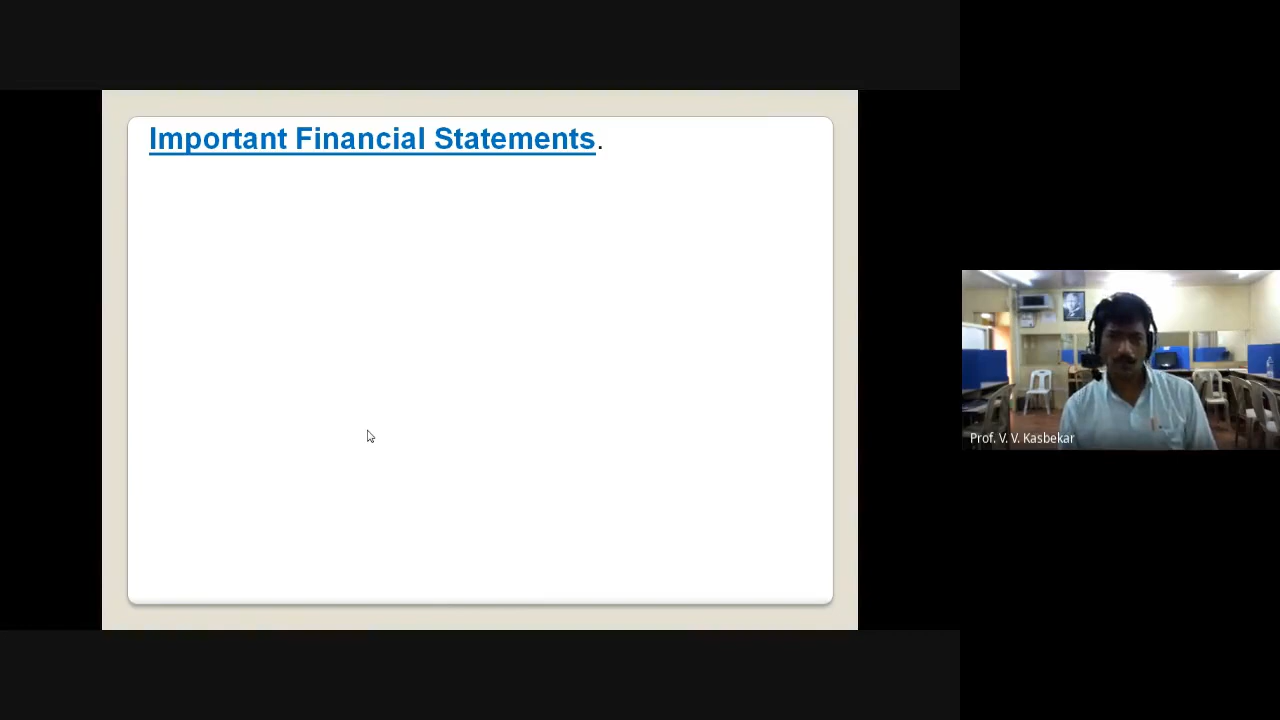 Important Financial Statements.
Prof. V. V. Kasbekar